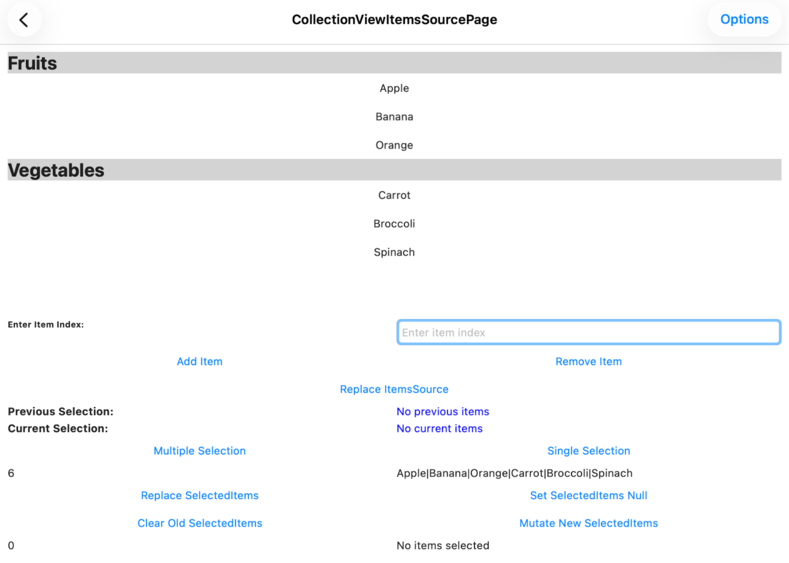 CollectionViewItemsSourcePage
Options
Fruits
Apple
Banana
Orange
Vegetables
Carrot
Broccoli
Spinach
Enter Item Index:
Enter item index
Add Item
Remove Item
Replace ItemsSource
Previous Selection:
No previous items
Current Selection:
No current items
Multiple Selection
Single Selection
6
Apple|Banana|Orange|Carrot|Broccoli|Spinach
Replace SelectedItems
Set SelectedItems Null
Clear Old SelectedItems
Mutate New SelectedItems
0
No items selected